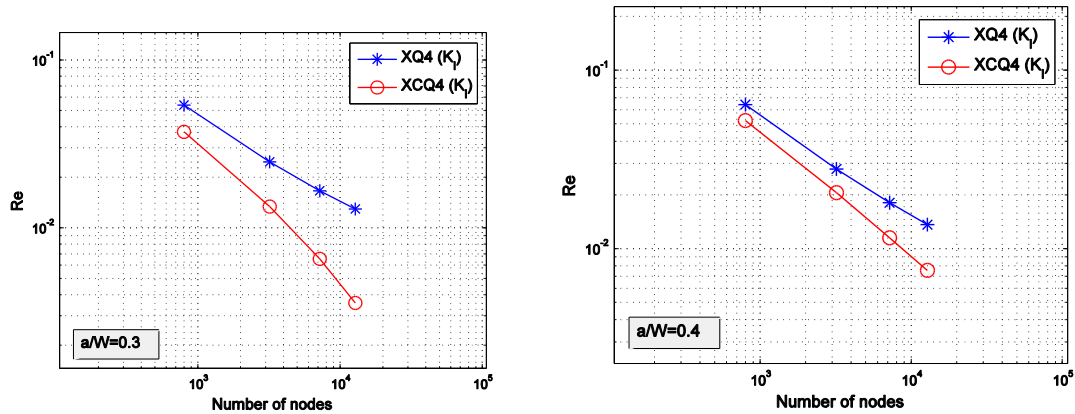 XQ4 (K_I)
XCQ4 (K_I)
10^-1
10^-2
Re
a/W=0.3
10^3
10^4
10^5
Number of nodes
XQ4 (K_I)
XCQ4 (K_I)
10^-1
10^-2
Re
a/W=0.4
10^3
10^4
10^5
Number of nodes